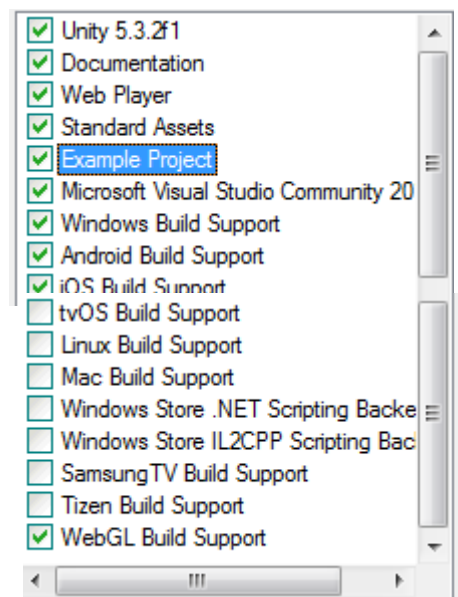 Unity 5.3.2f1
Documentation
Web Player
Standard Assets
Example Project
Microsoft Visual Studio Community 20
Windows Build Support
Android Build Support
iOS Build Support
tvOS Build Support
Linux Build Support
Mac Build Support
Windows Store .NET Scripting Backe
Windows Store IL2CPP Scripting Bac
SamsungTV Build Support
Tizen Build Support
WebGL Build Support